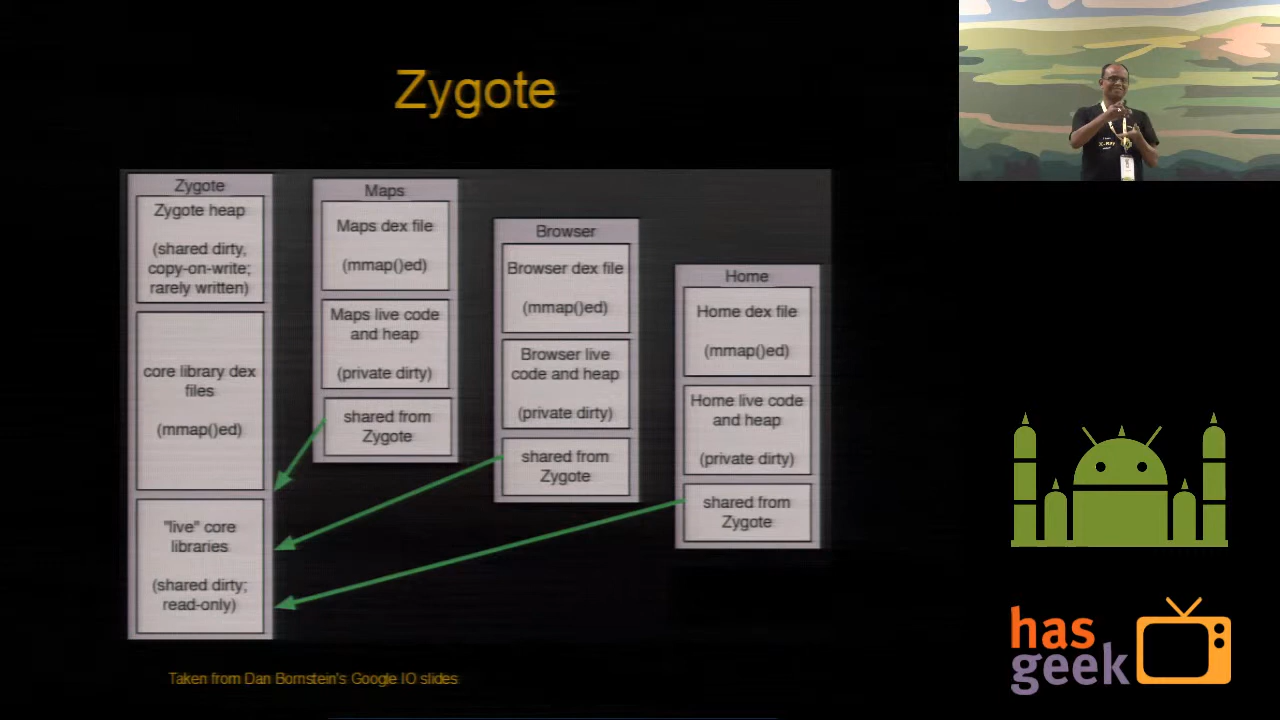 Zygote
Zygote
Zygote heap
(shared dirty,
copy-on-write;
rarely written)
core library dex
files
(mmap()ed)
"live" core
libraries
(shared dirty;
read-only)
Maps
Maps dex file
(mmap()ed)
Maps live code
and heap
(private dirty)
shared from
Zygote
Browser
Browser dex file
(mmap()ed)
Browser live
code and heap
(private dirty)
shared from
Zygote
Home
Home dex file
(mmap()ed)
Home live code
and heap
(private dirty)
shared from
Zygote
Taken from Dan Bornstein's Google IO slides
has
geek